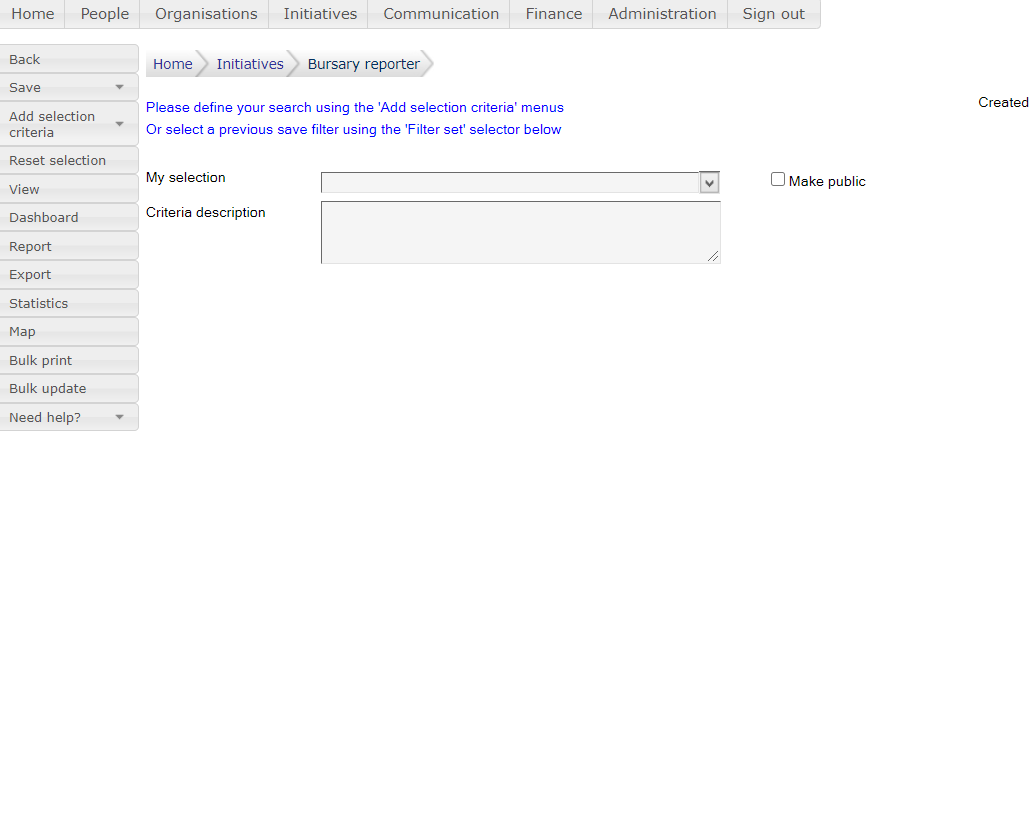 Home People Organisations Initiatives Communication Finance Administration Sign out
Back
Save
Add selection
criteria
Reset selection
View
Dashboard
Report
Export
Statistics
Map
Bulk print
Bulk update
Need help?
Home Initiatives Bursary reporter
Please define your search using the 'Add selection criteria' menus
Or select a previous save filter using the 'Filter set' selector below
Created
My selection
Make public
Criteria description